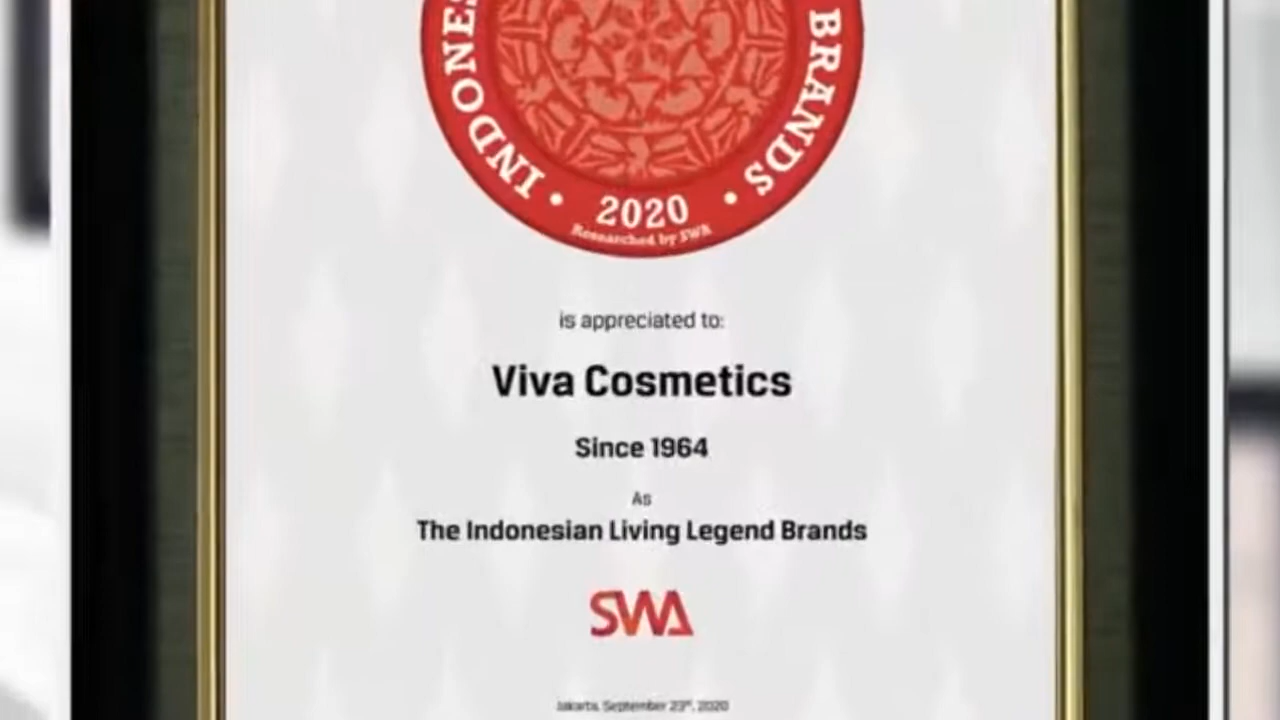 INDONES
BRANDS
2020
Researched by SWA
is appreciated to:
Viva Cosmetics
Since 1964
As
The Indonesian Living Legend Brands
SWA
Jakarta, September 23rd, 2020